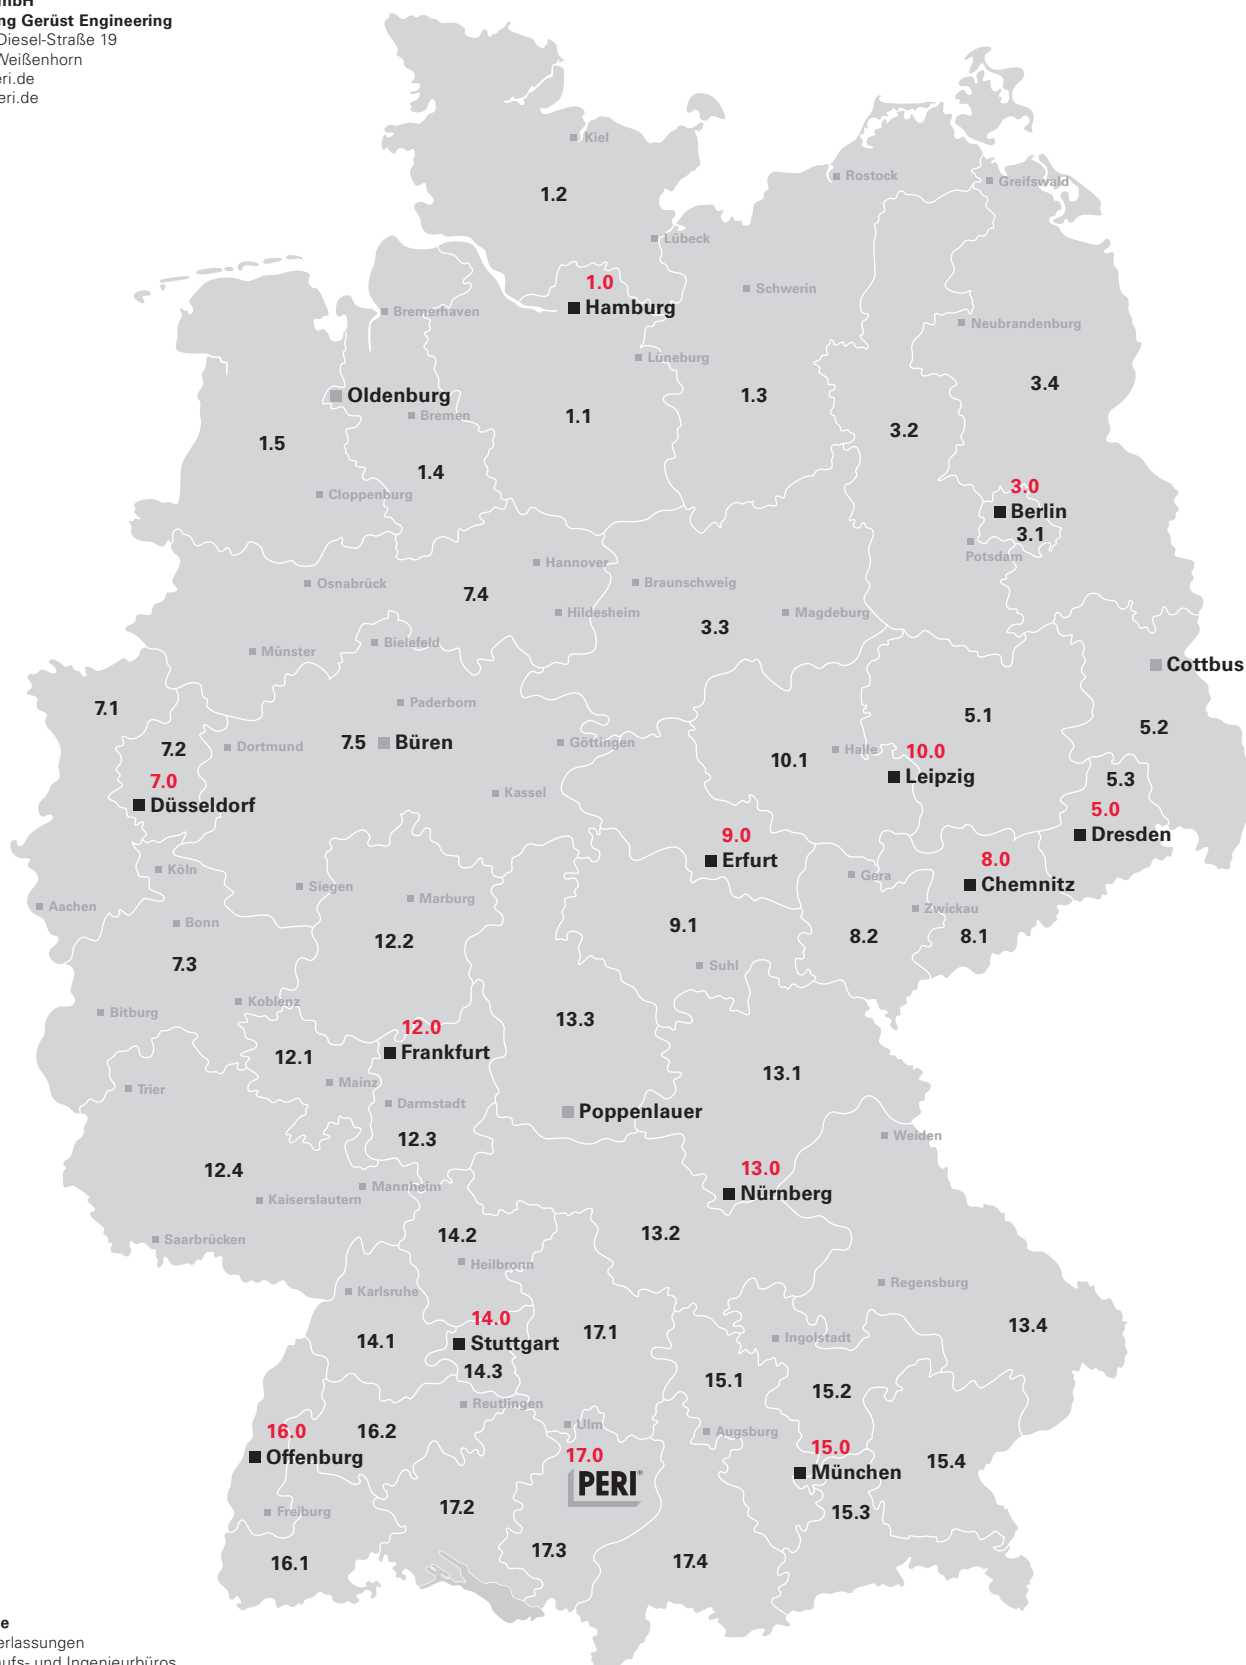 ng Gerüst Engineering
Diesel-Straße 19
Weißenhorn
Kiel
Rostock
Greifswald
1.2
Lübeck
1.0
Hamburg
Schwerin
Bremerhaven
Neubrandenburg
Lüneburg
3.4
Oldenburg
1.3
Bremen
1.1
3.2
1.5
1.4
Cloppenburg
3.0
Berlin
3.1
Potsdam
Hannover
Osnabrück
Braunschweig
7.4
Hildesheim
Magdeburg
3.3
Bielefeld
Münster
Cottbus
Paderborn
7.1
5.1
5.2
7.2
7.5
Büren
Dortmund
Göttingen
10.1
Halle
10.0
Leipzig
7.0
Düsseldorf
Kassel
5.3
5.0
Dresden
9.0
Erfurt
8.0
Chemnitz
Köln
Gera
Siegen
Marburg
Aachen
Zwickau
Bonn
9.1
8.2
8.1
12.2
7.3
Suhl
Koblenz
Bitburg
13.3
12.0
Frankfurt
12.1
13.1
Mainz
Trier
Darmstadt
Poppenlauer
12.3
Weiden
12.4
13.0
Nürnberg
Mannheim
Kaiserslautern
14.2
13.2
Saarbrücken
Heilbronn
Regensburg
Karlsruhe
14.0
Stuttgart
17.1
13.4
14.1
Ingolstadt
14.3
15.1
15.2
Reutlingen
Ulm
Augsburg
16.0
Offenburg
16.2
17.0
PERI®
15.0
München
15.4
17.2
Freiburg
15.3
16.1
17.3
17.4
erlassungen
ufs- und Ingenieurbüros